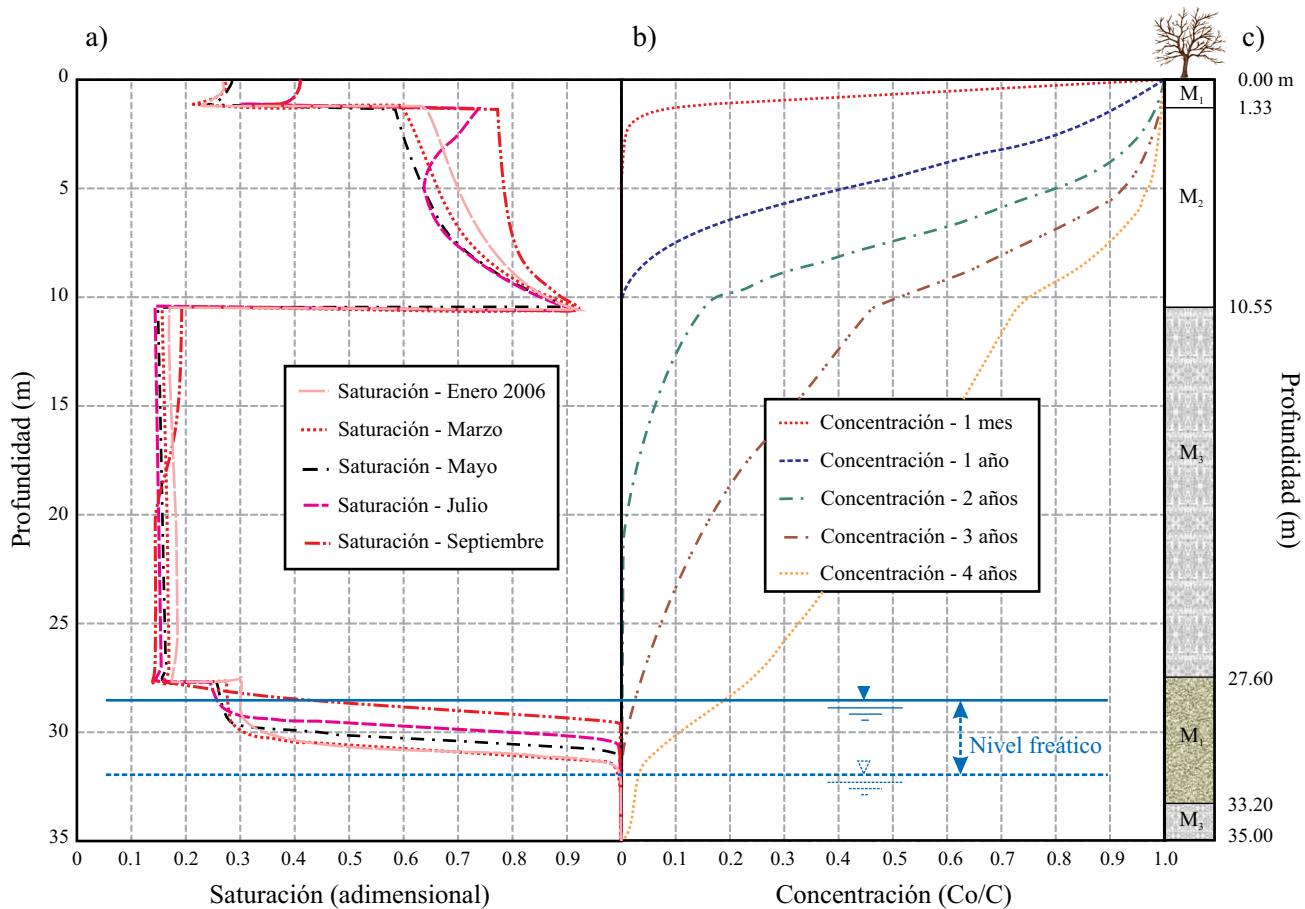 a)
b)
c)
0
5
10
15
20
25
30
35
Profundidad (m)
0 0.1 0.2 0.3 0.4 0.5 0.6 0.7 0.8 0.9
Saturación (adimensional)
Saturación - Enero 2006
Saturación - Marzo
Saturación - Mayo
Saturación - Julio
Saturación - Septiembre
0 0.1 0.2 0.3 0.4 0.5 0.6 0.7 0.8 0.9 1.0
Concentración (Co/C)
Concentración - 1 mes
Concentración - 1 año
Concentración - 2 años
Concentración - 3 años
Concentración - 4 años
Nivel freático
M1
M2
M3
M1
M3
0.00 m
1.33
10.55
27.60
33.20
35.00
Profundidad (m)